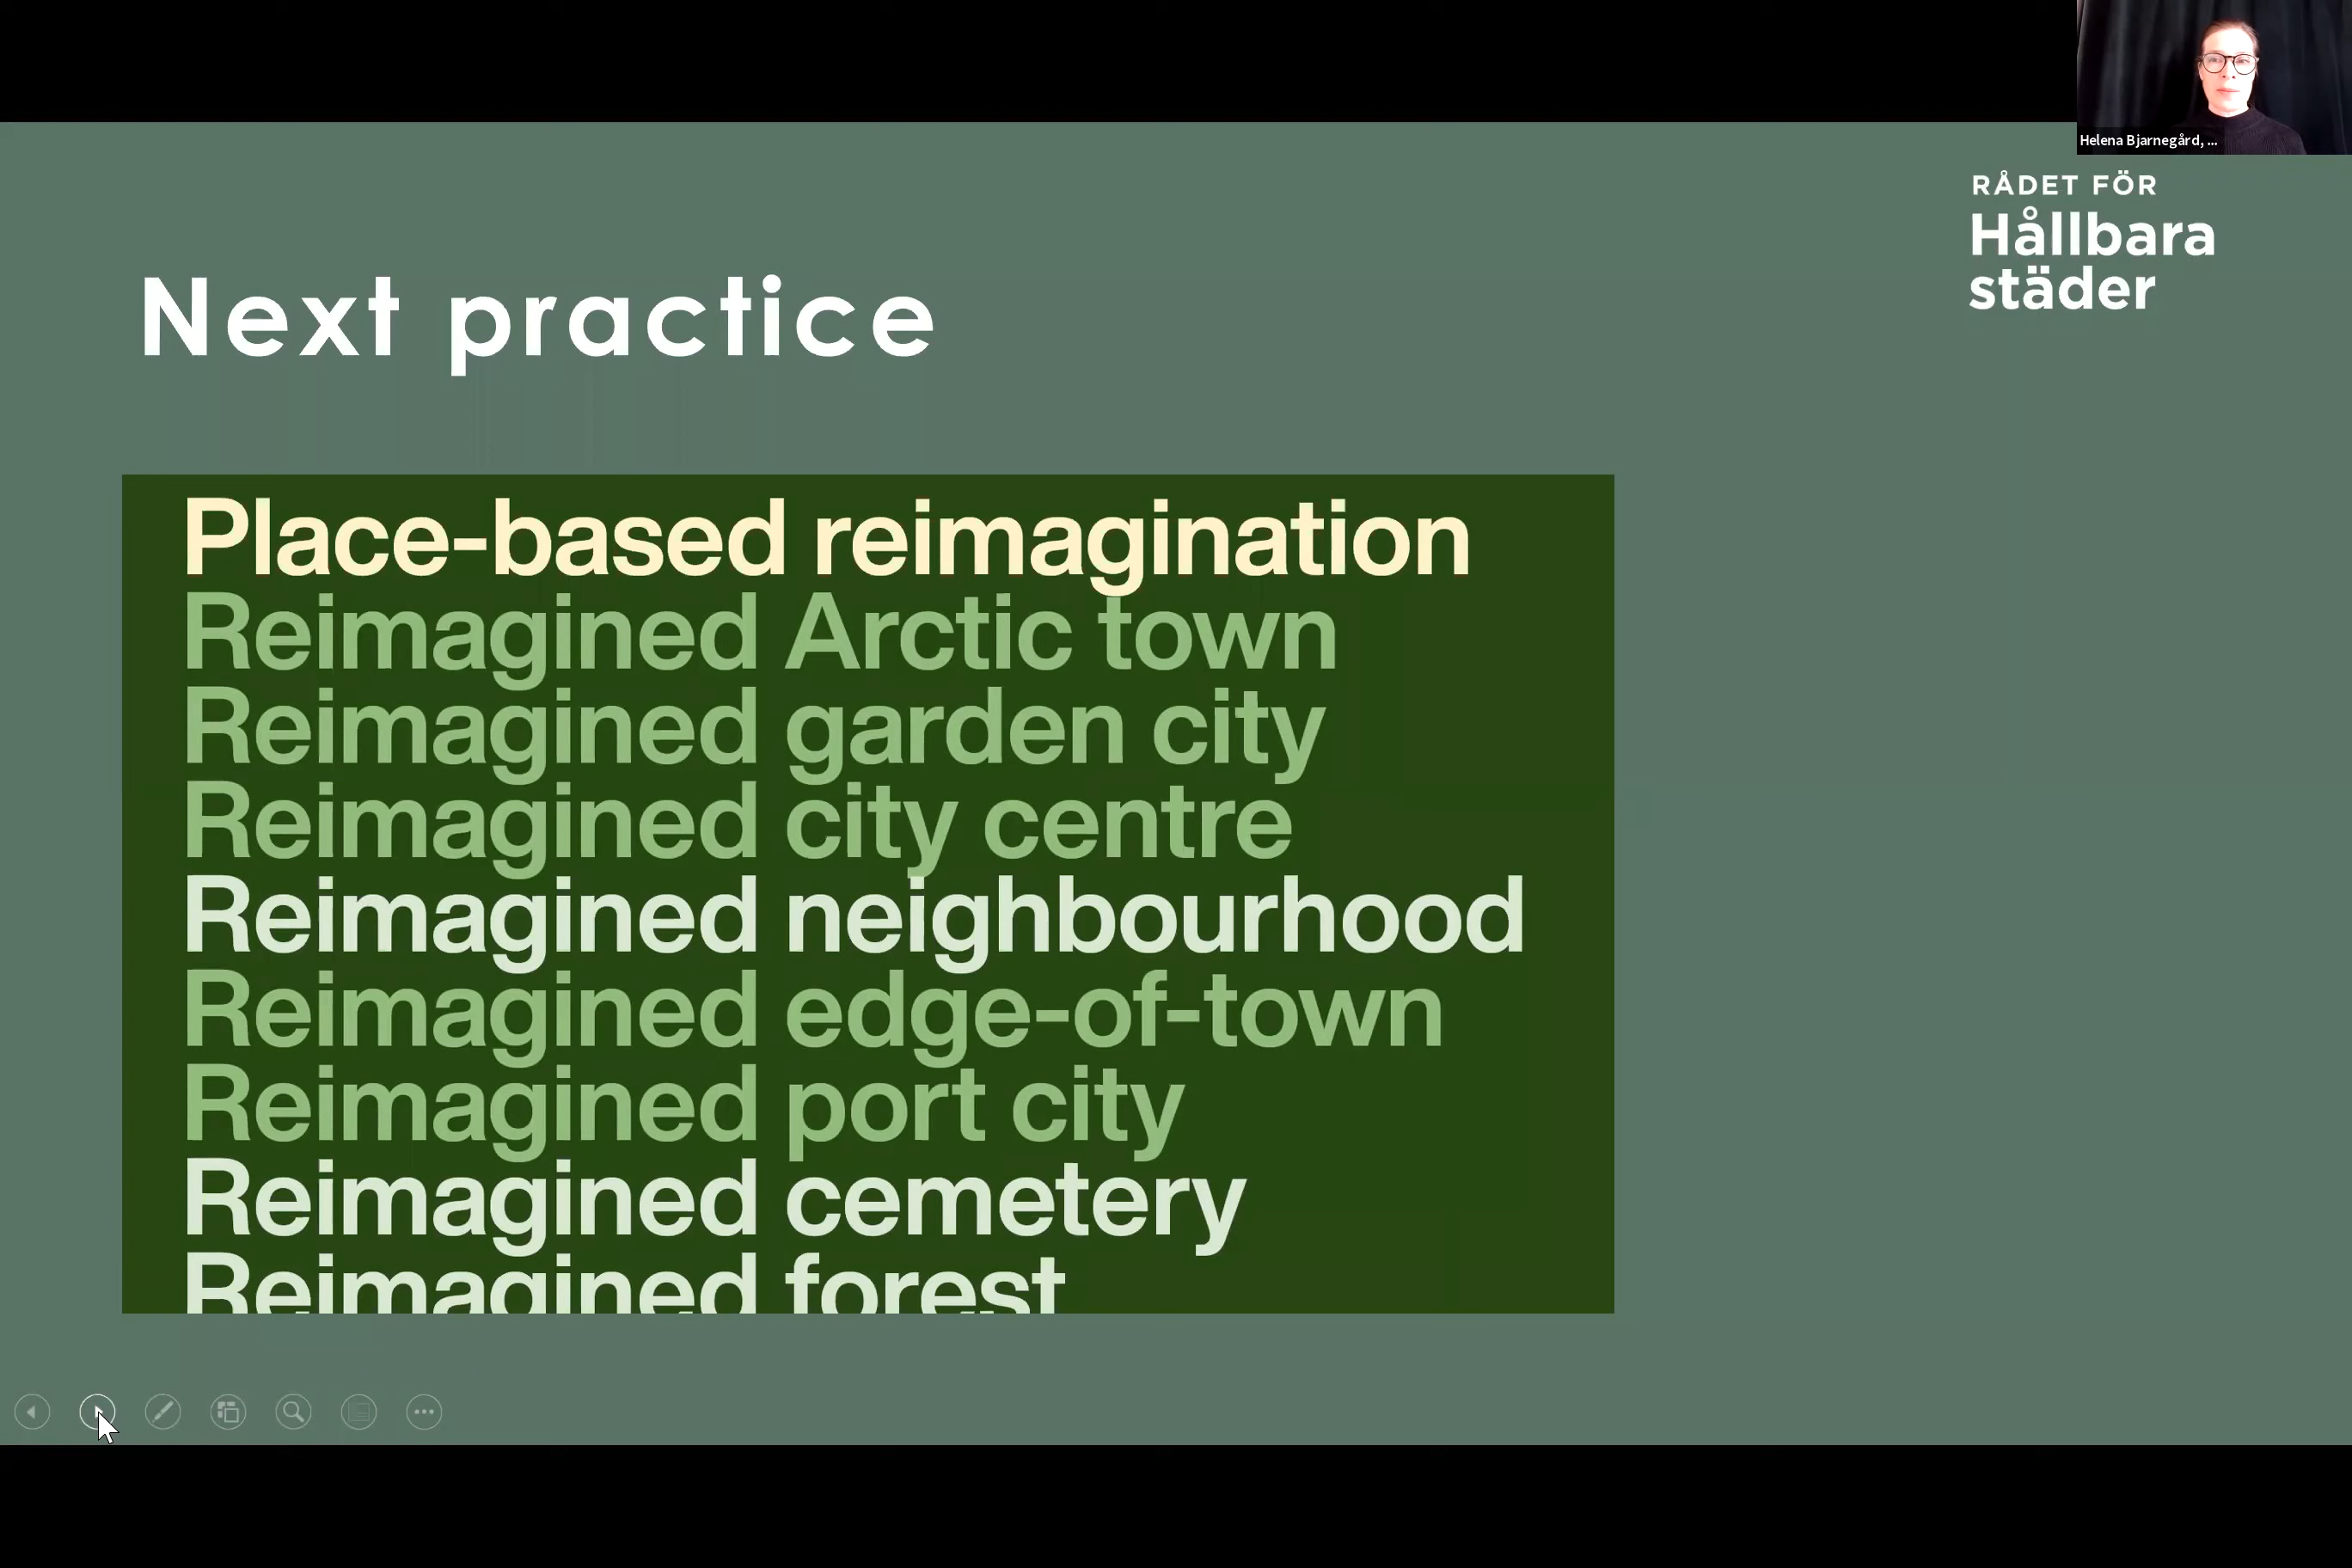 Helena Bjarnegård, ...
RÅDET FÖR
Hållbara
städer
Next practice
Place-based reimagination
Reimagined Arctic town
Reimagined garden city
Reimagined city centre
Reimagined neighbourhood
Reimagined edge-of-town
Reimagined port city
Reimagined cemetery
Reimagined forest